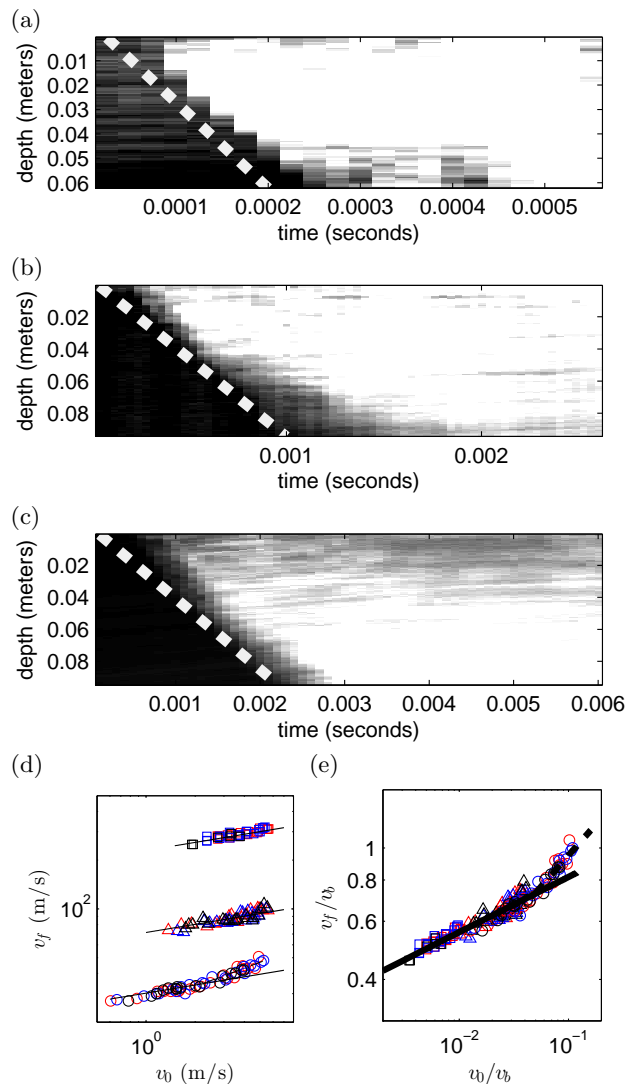 (a)
depth (meters)
0.01
0.02
0.03
0.04
0.05
0.06
0.0001 0.0002 0.0003 0.0004 0.0005
time (seconds)
(b)
depth (meters)
0.02
0.04
0.06
0.08
0.001 0.002
time (seconds)
(c)
depth (meters)
0.02
0.04
0.06
0.08
0.001 0.002 0.003 0.004 0.005 0.006
time (seconds)
(d)
v_f (m/s)
10^2
10^0
v_0 (m/s)
(e)
v_f/v_b
1
0.8
0.6
0.4
10^{-2} 10^{-1}
v_0/v_b